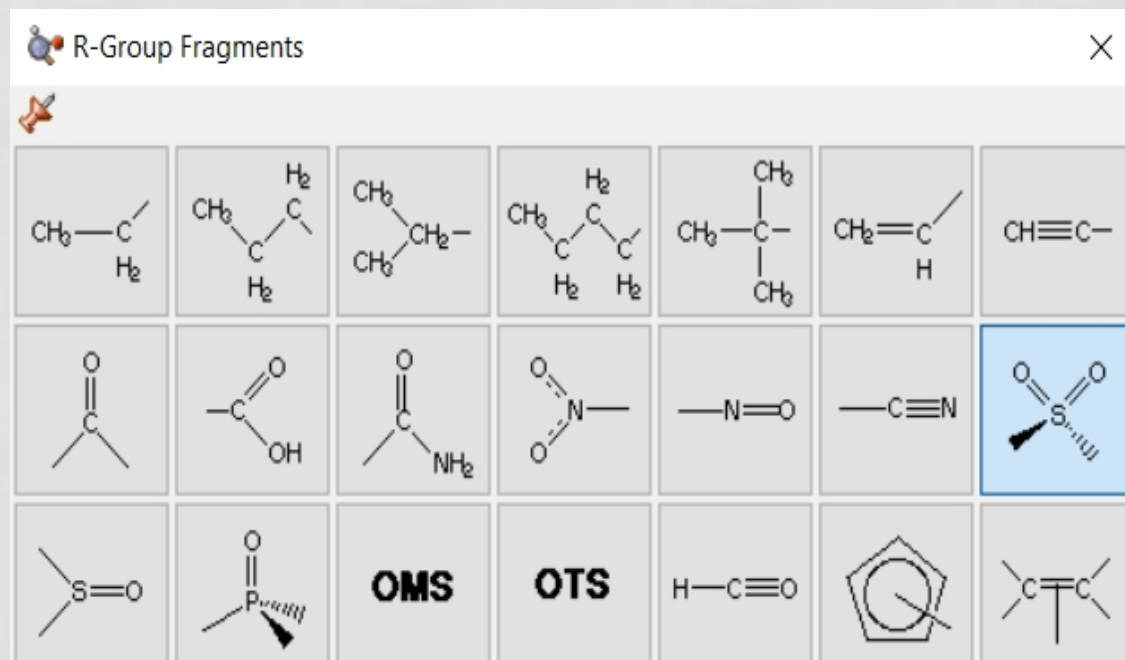 R-Group Fragments
CH3 C H2
CH3 C H2 C H2
CH3 CH2 CH3
CH3 C H2 C H2 C H2
CH3 CH3 C CH3
CH2 C H
CH C
O C
C O OH
O C NH2
O N O
N O
C N
O O S
S O
O P
OMS
OTS
H C O
C C